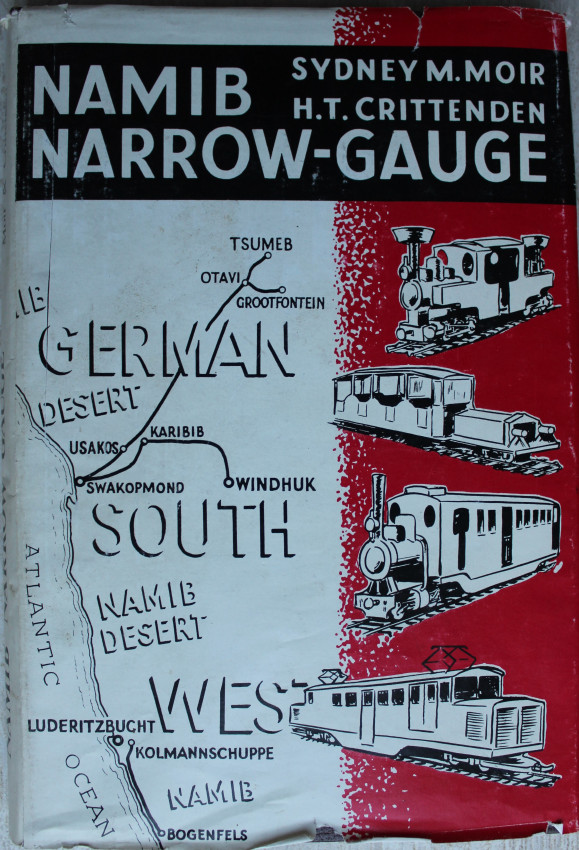 NAMIB
SYDNEY M. MOIR
H.T. CRITTENDEN
NARROW-GAUGE
TSUMEB
OTAVI
GROOTFONTEIN
GERMAN
DESERT
KARIBIB
USAKOS
SWAKOPMOND
WINDHUK
SOUTH
ATLANTIC
NAMIB
DESERT
WEST
LUDERITZBUCHT
KOLMANNSCHUPPE
OCEAN
NAMIB
BOGENFELS